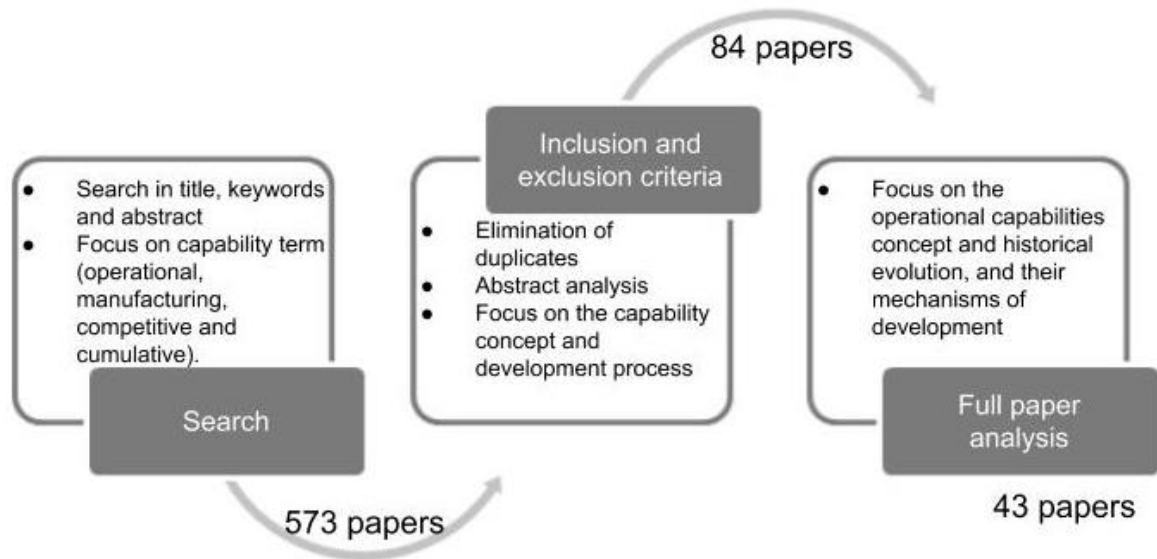 84 papers
● Search in title, keywords
and abstract
● Focus on capability term
(operational,
manufacturing,
competitive and
cumulative).
Search
573 papers
Inclusion and
exclusion criteria
● Elimination of
duplicates
● Abstract analysis
● Focus on the capability
concept and
development process
● Focus on the
operational capabilities
concept and historical
evolution, and their
mechanisms of
development
Full paper
analysis
43 papers